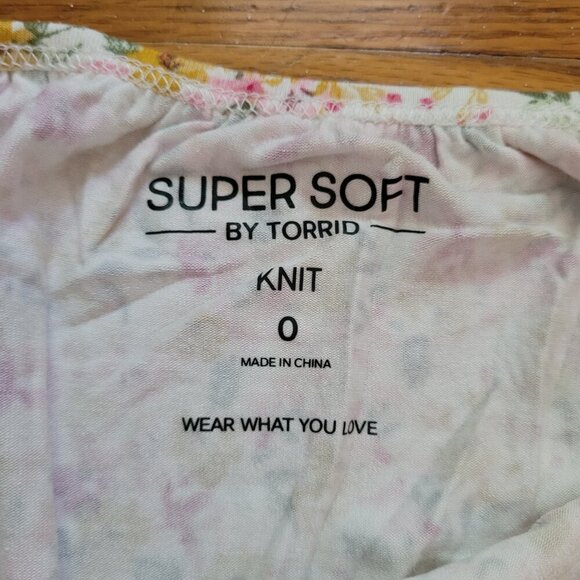 SUPER SOFT
BY TORRID
KNIT
0
MADE IN CHINA
WEAR WHAT YOU LOVE